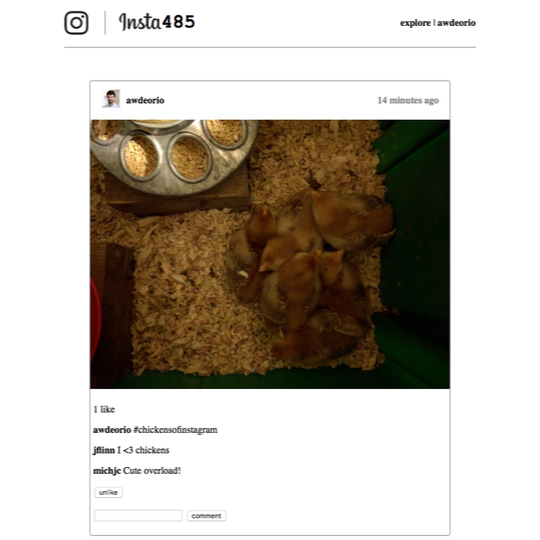 Insta485
explore | awdeorio
awdeorio
14 minutes ago
1 like
awdeorio #chickensofinstagram
jflinn I <3 chickens
michjc Cute overload!
unlike
comment